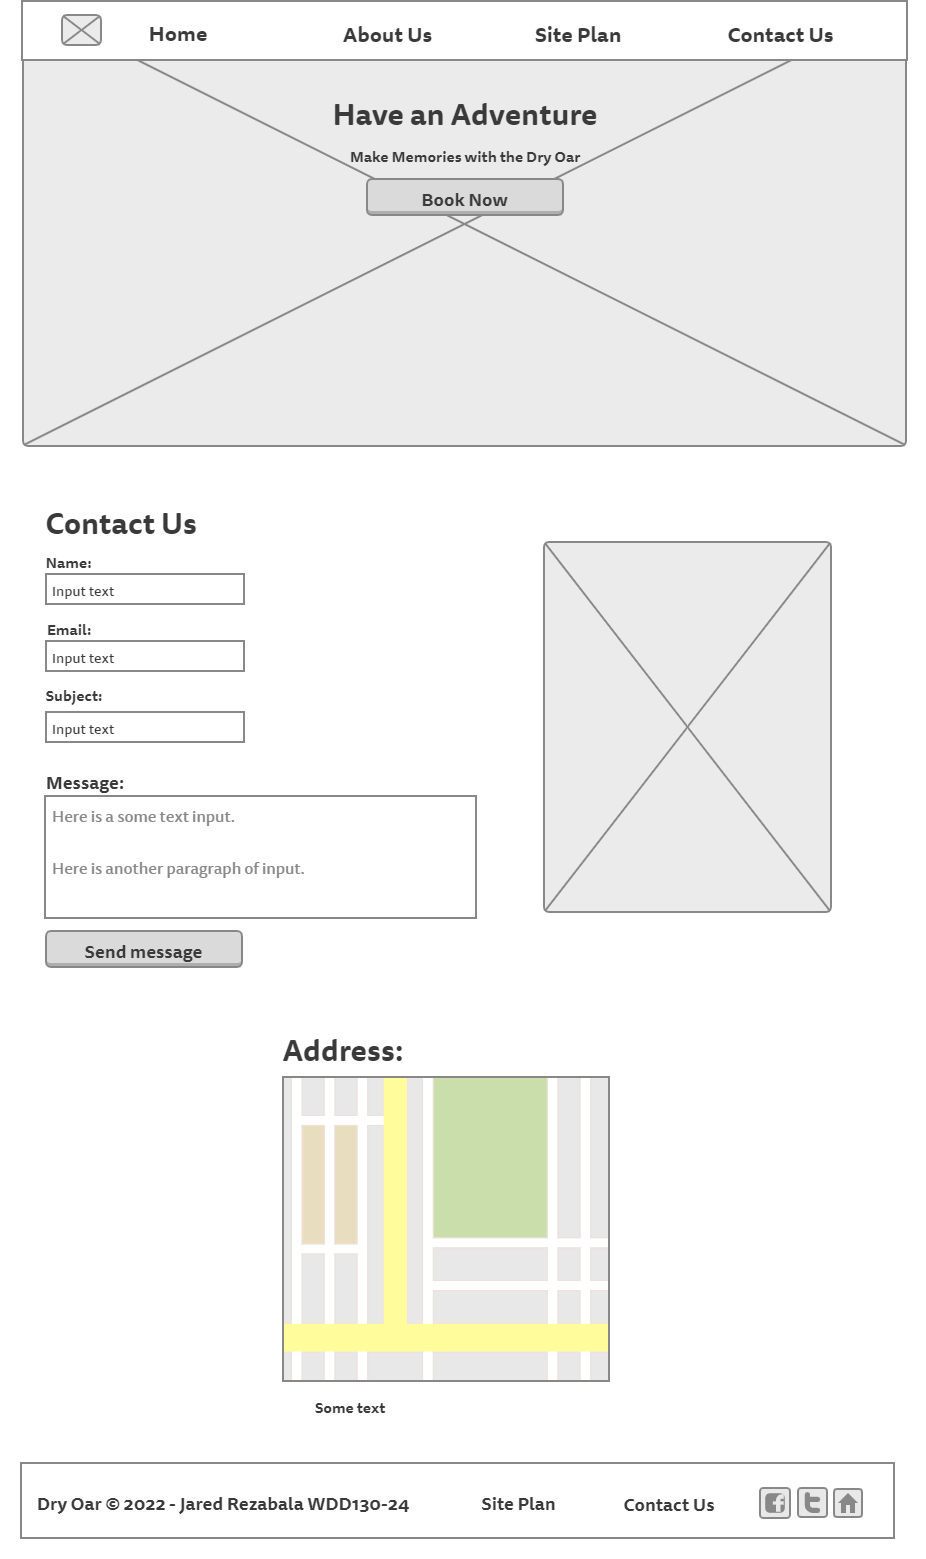 Home
About Us
Site Plan
Contact Us
Have an Adventure
Make Memories with the Dry Oar
Book Now
Contact Us
Name:
Input text
Email:
Input text
Subject:
Input text
Message:
Here is a some text input.
Here is another paragraph of input.
Send message
Address:
Some text
Dry Oar © 2022 - Jared Rezabala WDD130-24
Site Plan
Contact Us